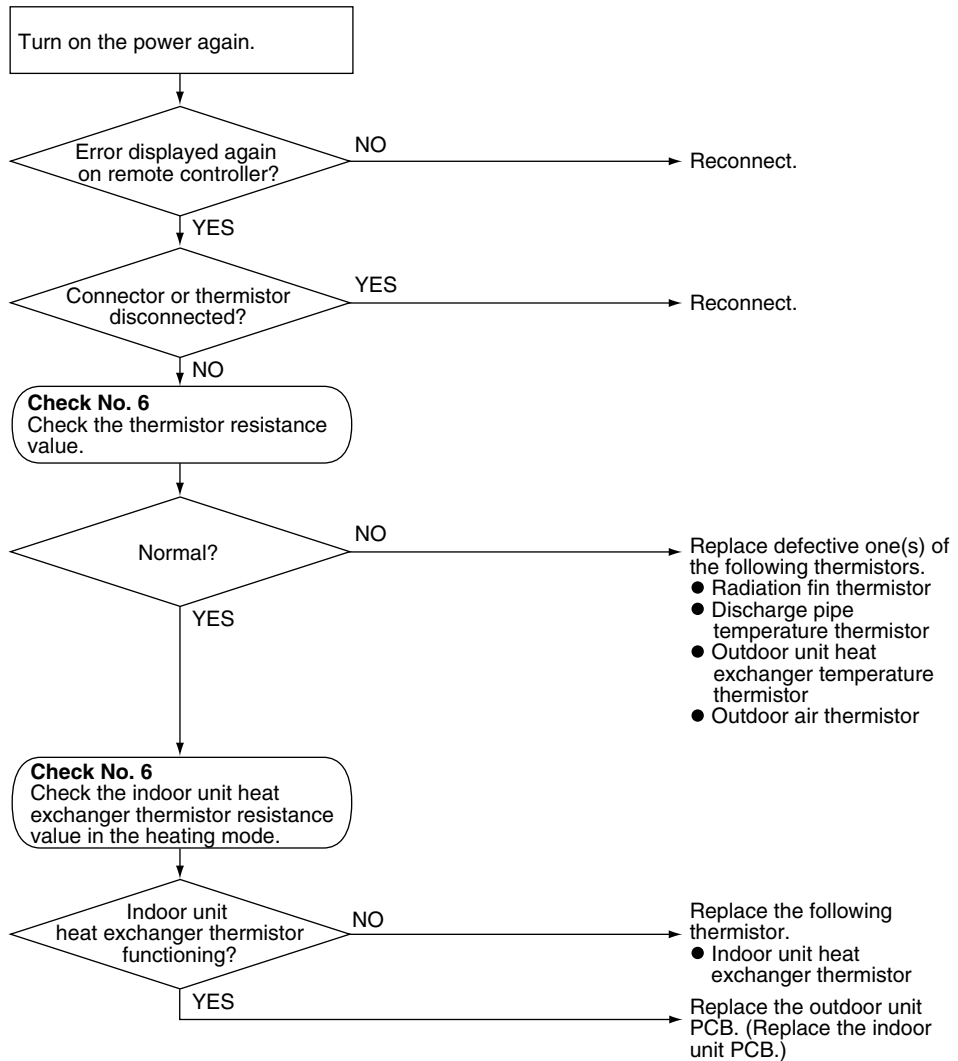 Turn on the power again.
Error displayed again
on remote controller?
NO
Reconnect.
YES
Connector or thermistor
disconnected?
YES
Reconnect.
NO
Check No. 6
Check the thermistor resistance
value.
Normal?
NO
Replace defective one(s) of
the following thermistors.
● Radiation fin thermistor
● Discharge pipe
temperature thermistor
● Outdoor unit heat
exchanger temperature
thermistor
● Outdoor air thermistor
YES
Check No. 6
Check the indoor unit heat
exchanger thermistor resistance
value in the heating mode.
Indoor unit
heat exchanger thermistor
functioning?
NO
Replace the following
thermistor.
● Indoor unit heat
exchanger thermistor
YES
Replace the outdoor unit
PCB. (Replace the indoor
unit PCB.)